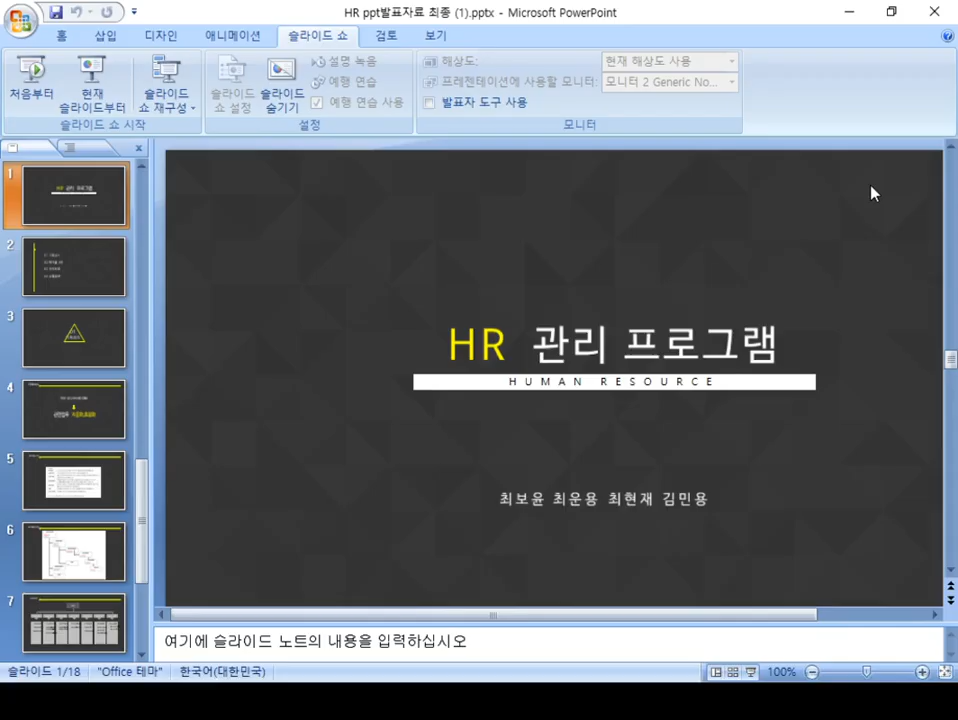 HR ppt발표자료 최종 (1).pptx - Microsoft PowerPoint
홈 삽입 디자인 애니메이션 슬라이드 쇼 검토 보기
처음부터
현재 슬라이드부터
슬라이드 쇼 재구성
슬라이드 쇼 시작
슬라이드 쇼 설정
슬라이드 숨기기
설명 녹음
예행 연습
예행 연습 사용
설정
해상도: 현재 해상도 사용
프레젠테이션에 사용할 모니터: 모니터 2 Generic No...
발표자 도구 사용
모니터
1
2
3
4
5
6
7
HR 관리 프로그램
HUMAN RESOURCE
최보윤 최운용 최현재 김민용
여기에 슬라이드 노트의 내용을 입력하십시오
슬라이드 1/18 "Office 테마" 한국어(대한민국) 100%